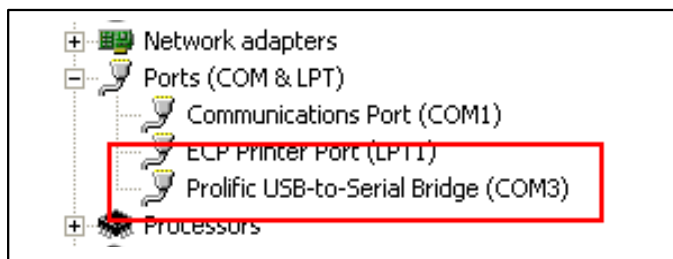 Network adapters
Ports (COM & LPT)
Communications Port (COM1)
ECP Printer Port (LPT1)
Prolific USB-to-Serial Bridge (COM3)
Processors